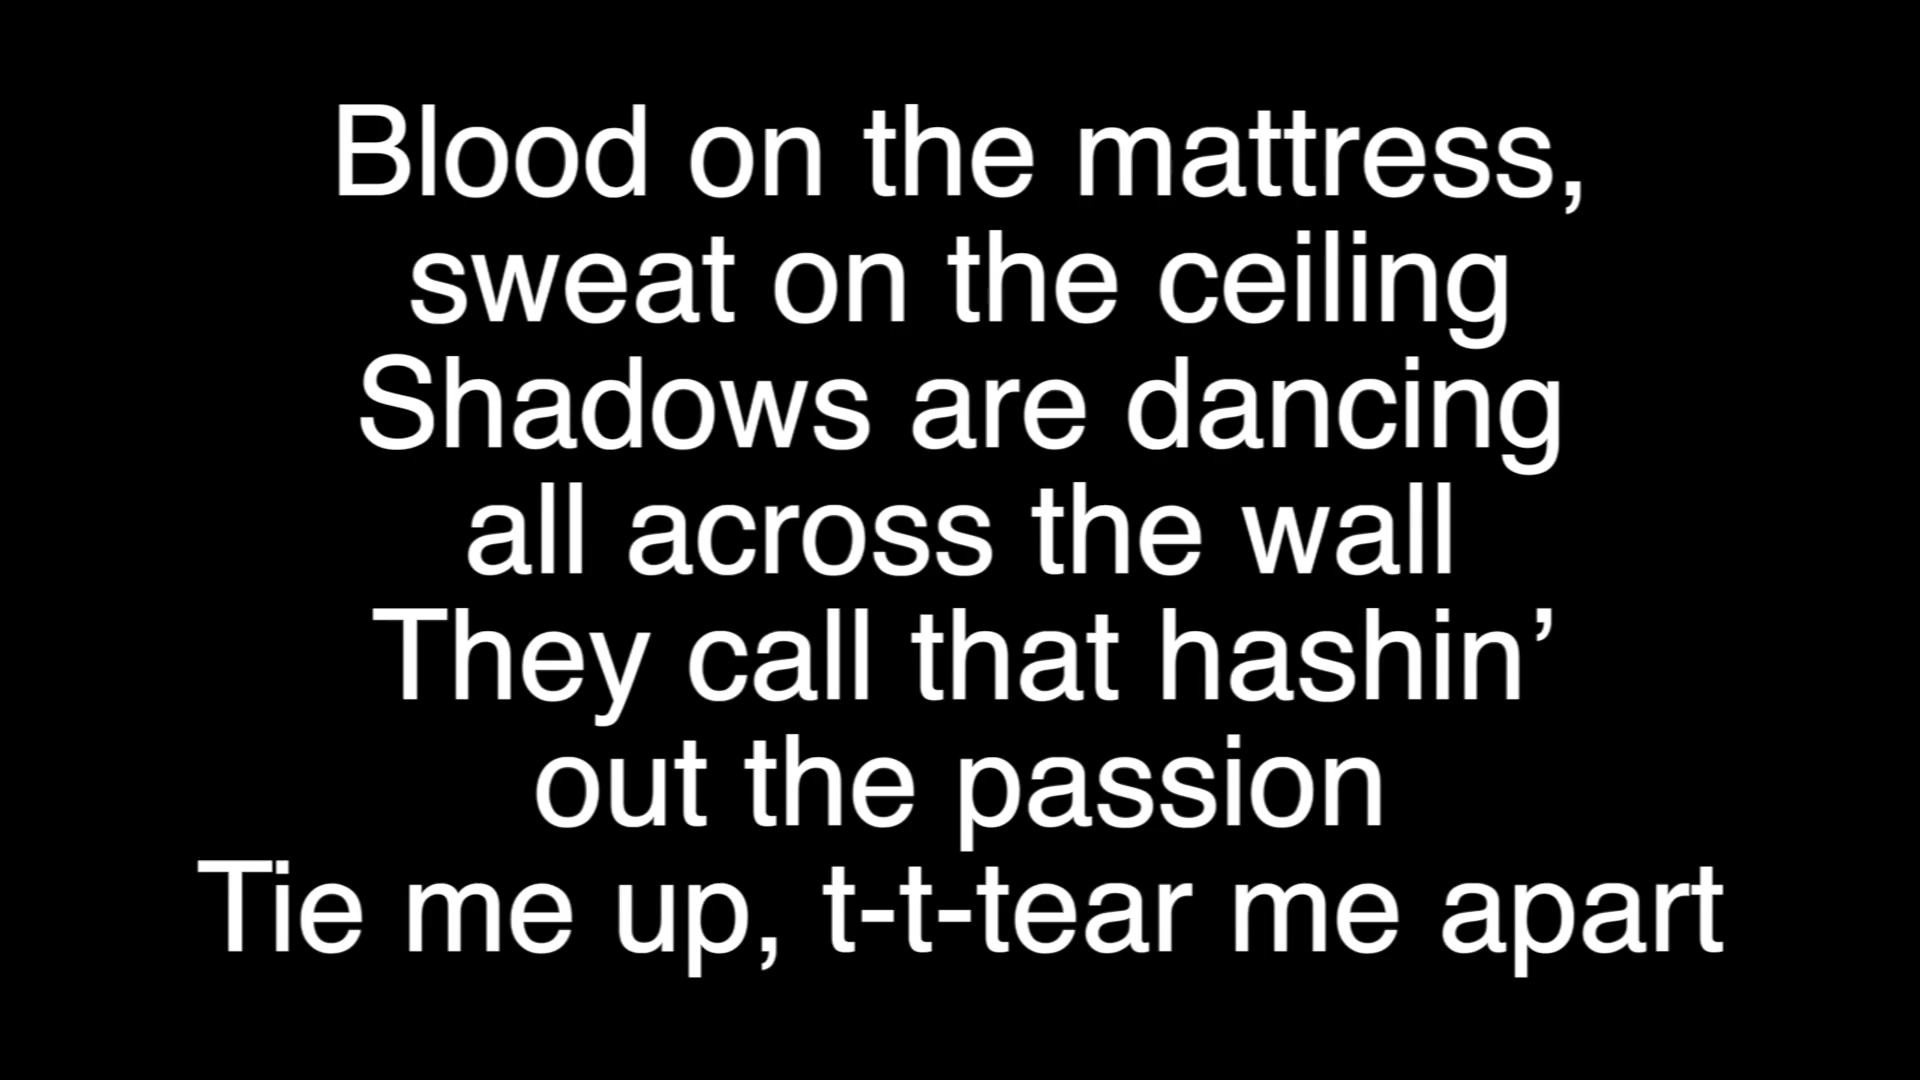 Blood on the mattress,
sweat on the ceiling
Shadows are dancing
all across the wall
They call that hashin’
out the passion
Tie me up, t-t-tear me apart